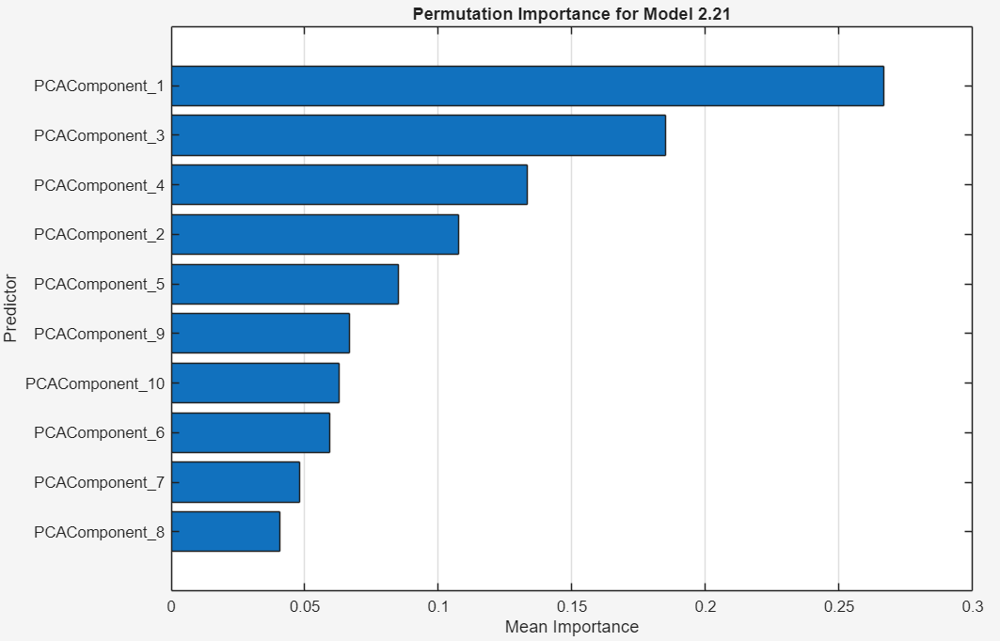 Permutation Importance for Model 2.21
PCAComponent_1
PCAComponent_3
PCAComponent_4
PCAComponent_2
PCAComponent_5
PCAComponent_9
PCAComponent_10
PCAComponent_6
PCAComponent_7
PCAComponent_8
Predictor
0 0.05 0.1 0.15 0.2 0.25 0.3
Mean Importance